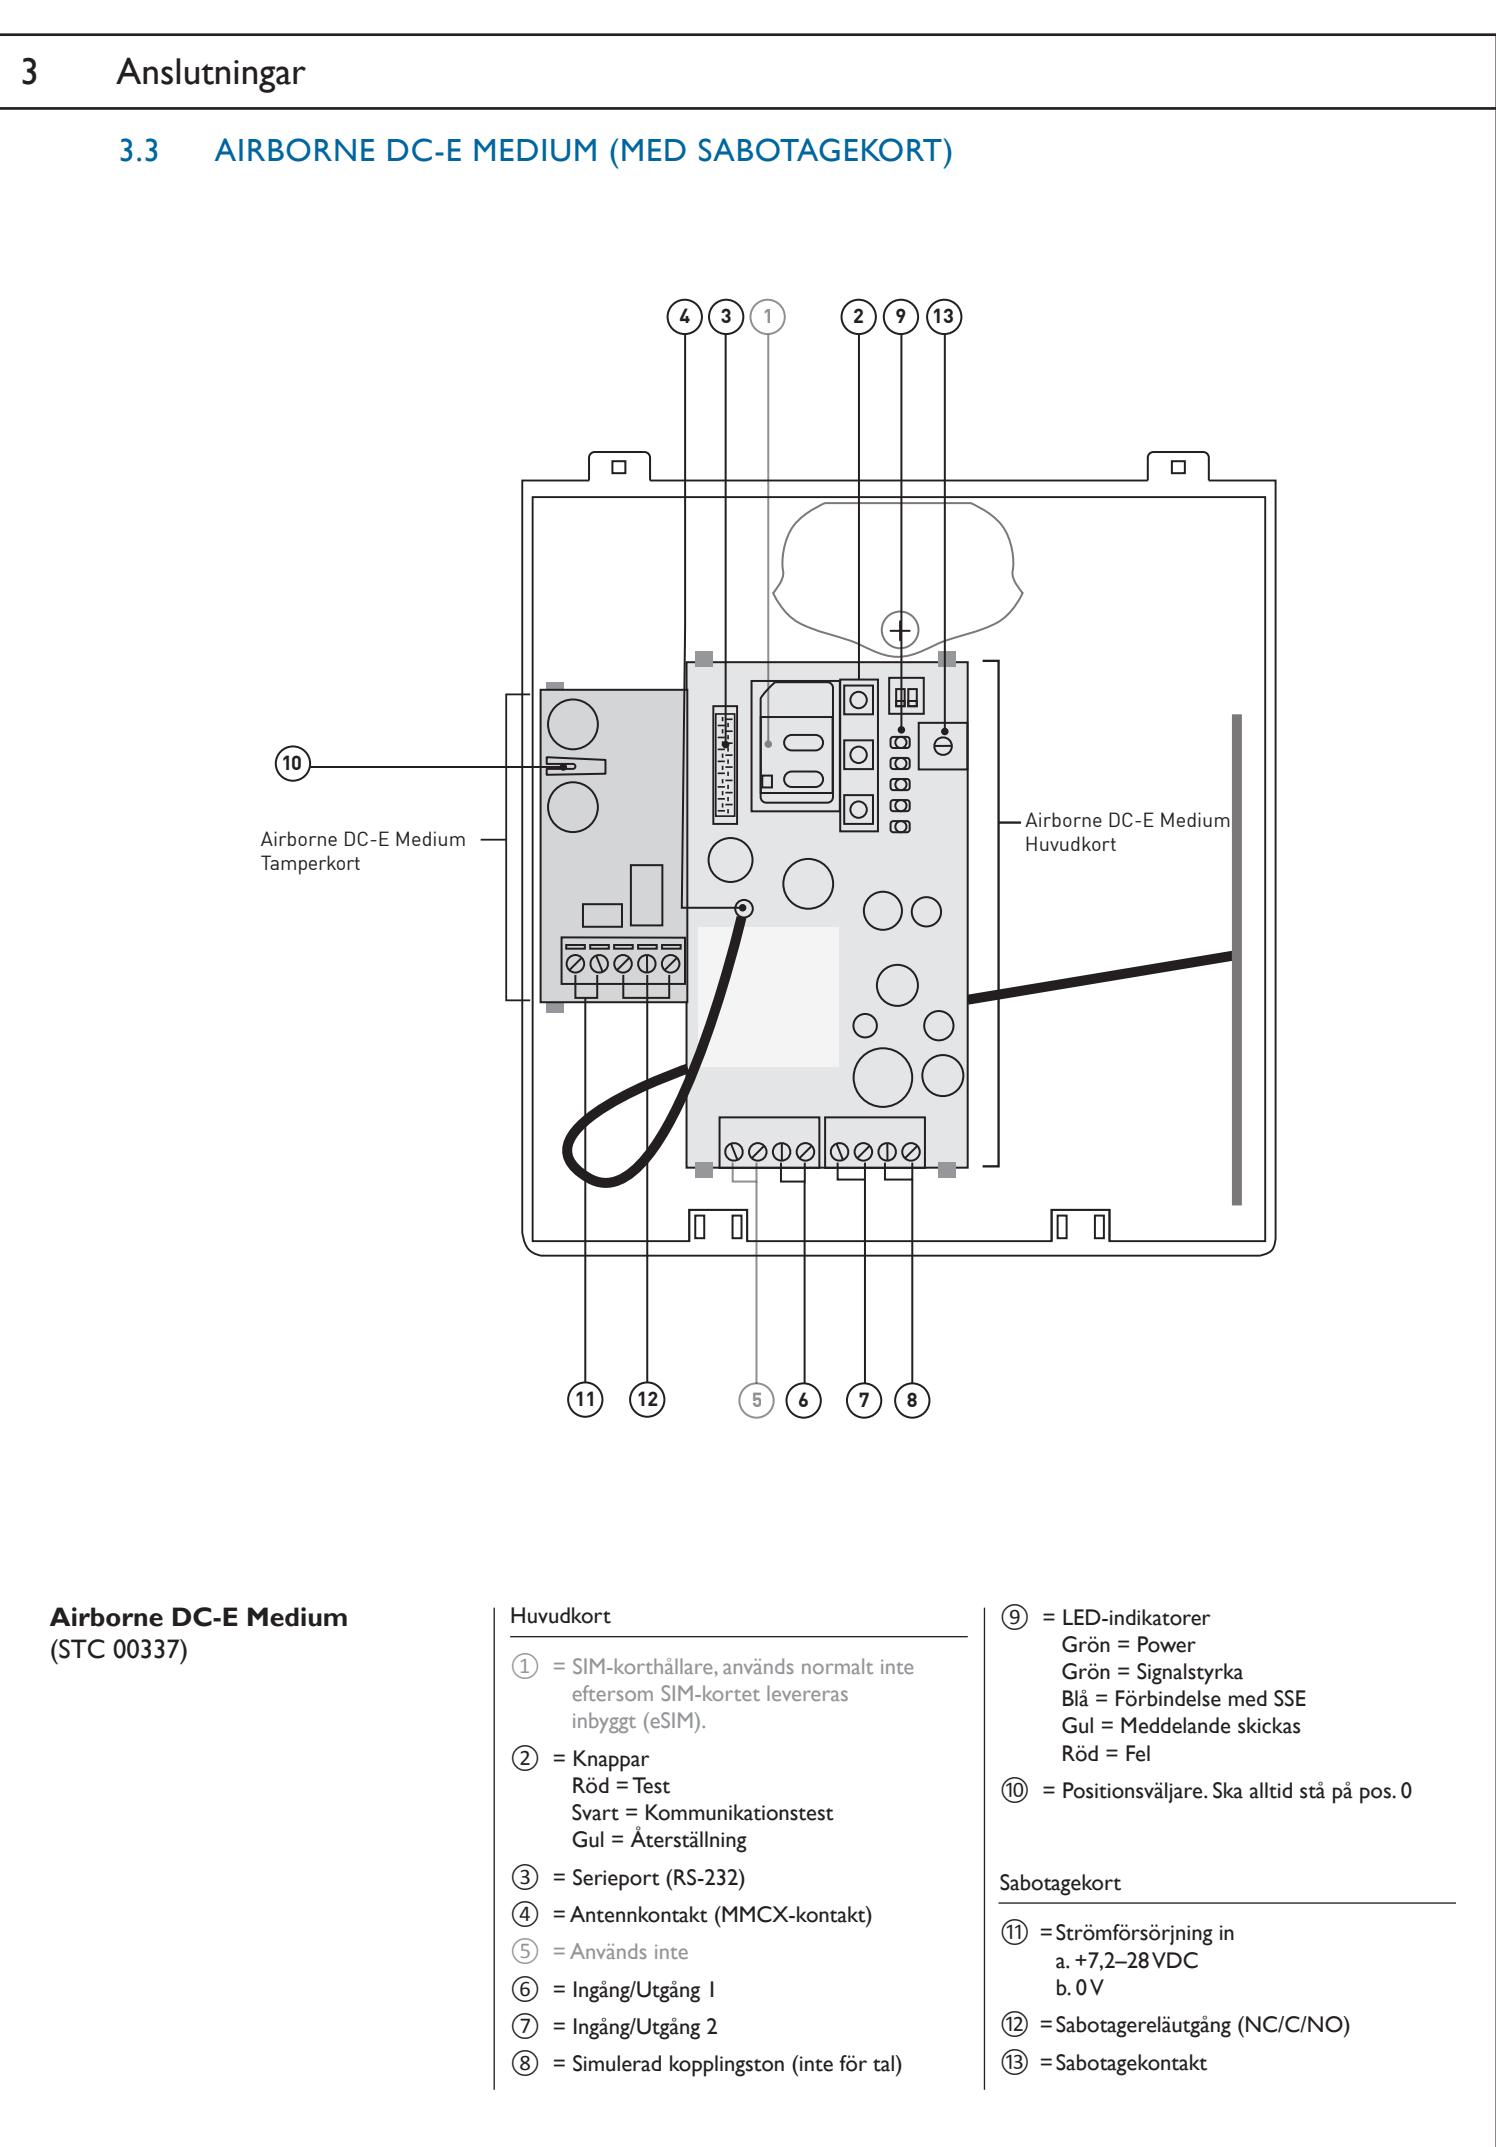 3 Anslutningar
3.3 AIRBORNE DC-E MEDIUM (MED SABOTAGEKORT)
4 3 1 2 9 13
10
Airborne DC-E Medium
Tamperkort
Airborne DC-E Medium
Huvudkort
11 12 5 6 7 8
Airborne DC-E Medium
(STC 00337)
Huvudkort
1 = SIM-korthållare, används normalt inte
eftersom SIM-kortet levereras
inbyggt (eSIM).
2 = Knappar
Röd = Test
Svart = Kommunikationstest
Gul = Återställning
3 = Serieport (RS-232)
4 = Antennkontakt (MMCX-kontakt)
5 = Används inte
6 = Ingång/Utgång 1
7 = Ingång/Utgång 2
8 = Simulerad kopplingston (inte för tal)
9 = LED-indikatorer
Grön = Power
Grön = Signalstyrka
Blå = Förbindelse med SSE
Gul = Meddelande skickas
Röd = Fel
10 = Positionsväljare. Ska alltid stå på pos. 0
Sabotagekort
11 = Strömförsörjning in
a. +7,2–28 VDC
b. 0 V
12 = Sabotagereläutgång (NC/C/NO)
13 = Sabotagekontakt